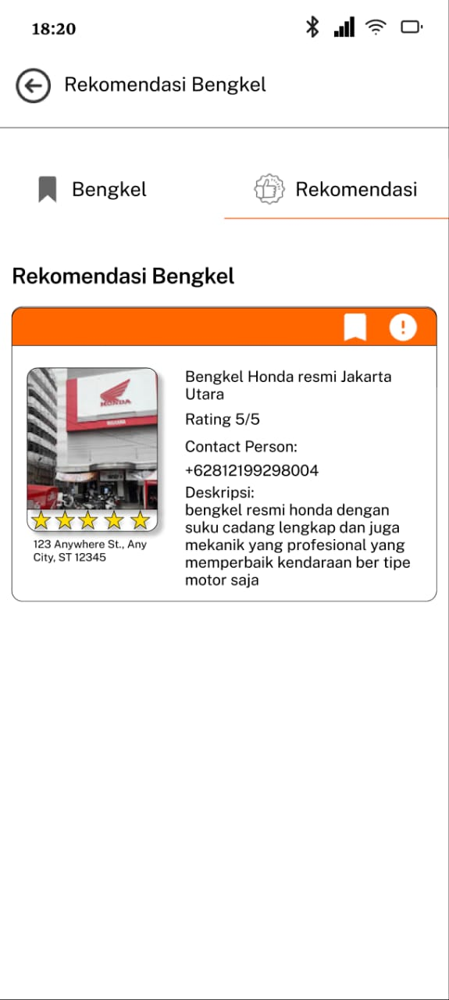 18:20
Rekomendasi Bengkel
Bengkel
Rekomendasi
Rekomendasi Bengkel
HONDA
Bengkel Honda resmi Jakarta
Utara
Rating 5/5
Contact Person:
+62812199298004
Deskripsi:
bengkel resmi honda dengan
suku cadang lengkap dan juga
mekanik yang profesional yang
memperbaik kendaraan ber tipe
motor saja
123 Anywhere St., Any
City, ST 12345